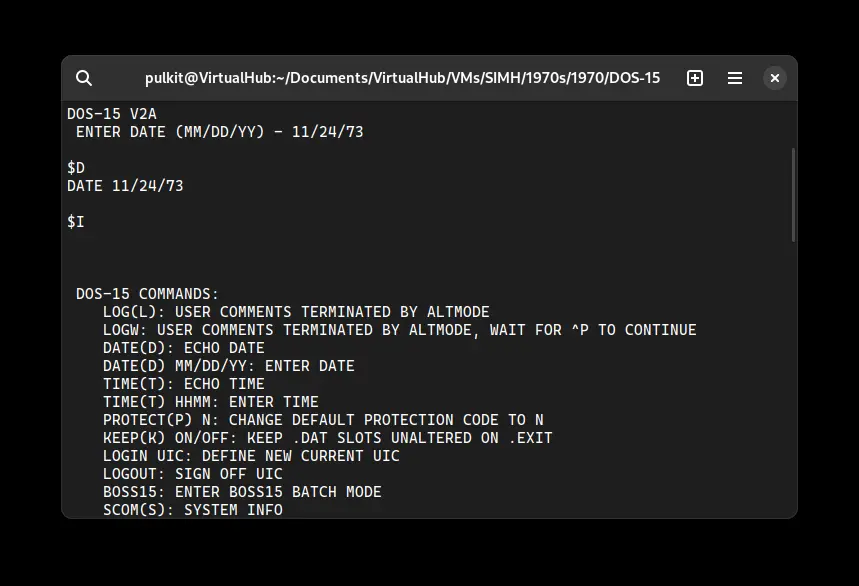 pulkit@VirtualHub:~/Documents/VirtualHub/VMs/SIMH/1970s/1970/DOS-15
DOS-15 V2A
ENTER DATE (MM/DD/YY) - 11/24/73
$D
DATE 11/24/73
$I
DOS-15 COMMANDS:
LOG(L): USER COMMENTS TERMINATED BY ALTMODE
LOGW: USER COMMENTS TERMINATED BY ALTMODE, WAIT FOR ^P TO CONTINUE
DATE(D): ECHO DATE
DATE(D) MM/DD/YY: ENTER DATE
TIME(T): ECHO TIME
TIME(T) HHMM: ENTER TIME
PROTECT(P) N: CHANGE DEFAULT PROTECTION CODE TO N
KEEP(K) ON/OFF: KEEP .DAT SLOTS UNALTERED ON .EXIT
LOGIN UIC: DEFINE NEW CURRENT UIC
LOGOUT: SIGN OFF UIC
BOSS15: ENTER BOSS15 BATCH MODE
SCOM(S): SYSTEM INFO